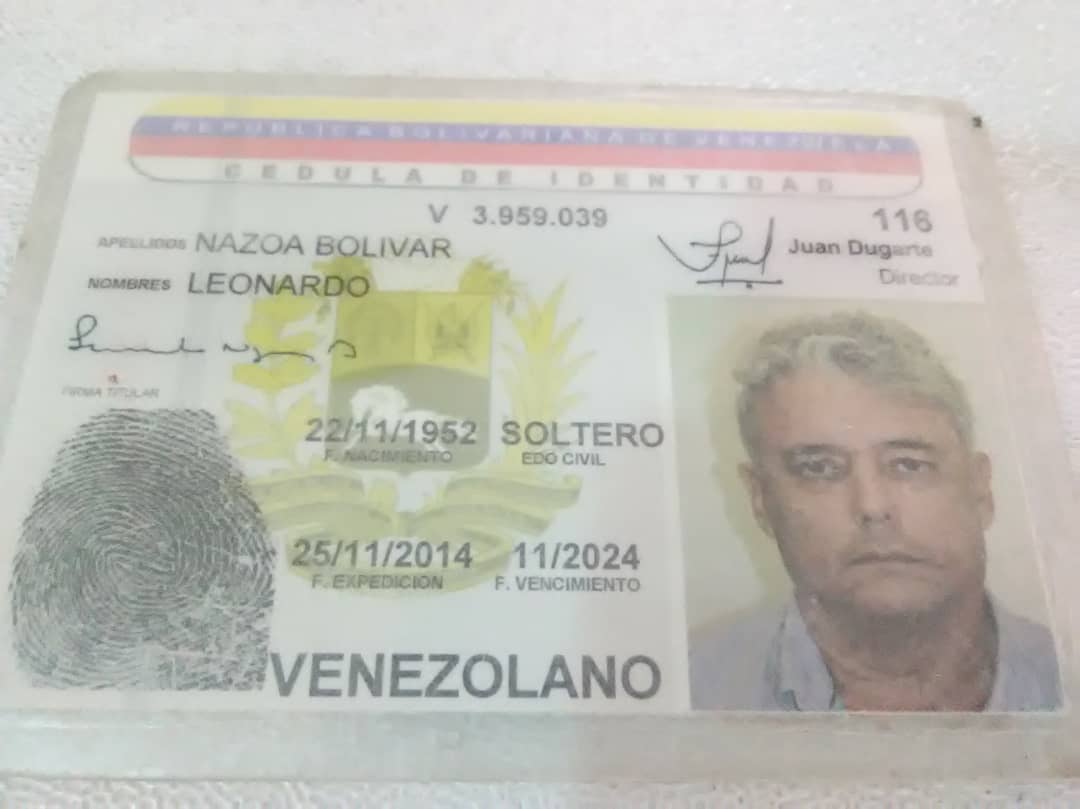 REPUBLICA BOLIVARIANA DE VENEZUELA
CEDULA DE IDENTIDAD
V 3.959.039
116
APELLIDOS NAZOA BOLIVAR
Juan Dugarte
Director
NOMBRES LEONARDO
FIRMA TITULAR
22/11/1952 SOLTERO
F. NACIMIENTO EDO CIVIL
25/11/2014 11/2024
F. EXPEDICION F. VENCIMIENTO
VENEZOLANO